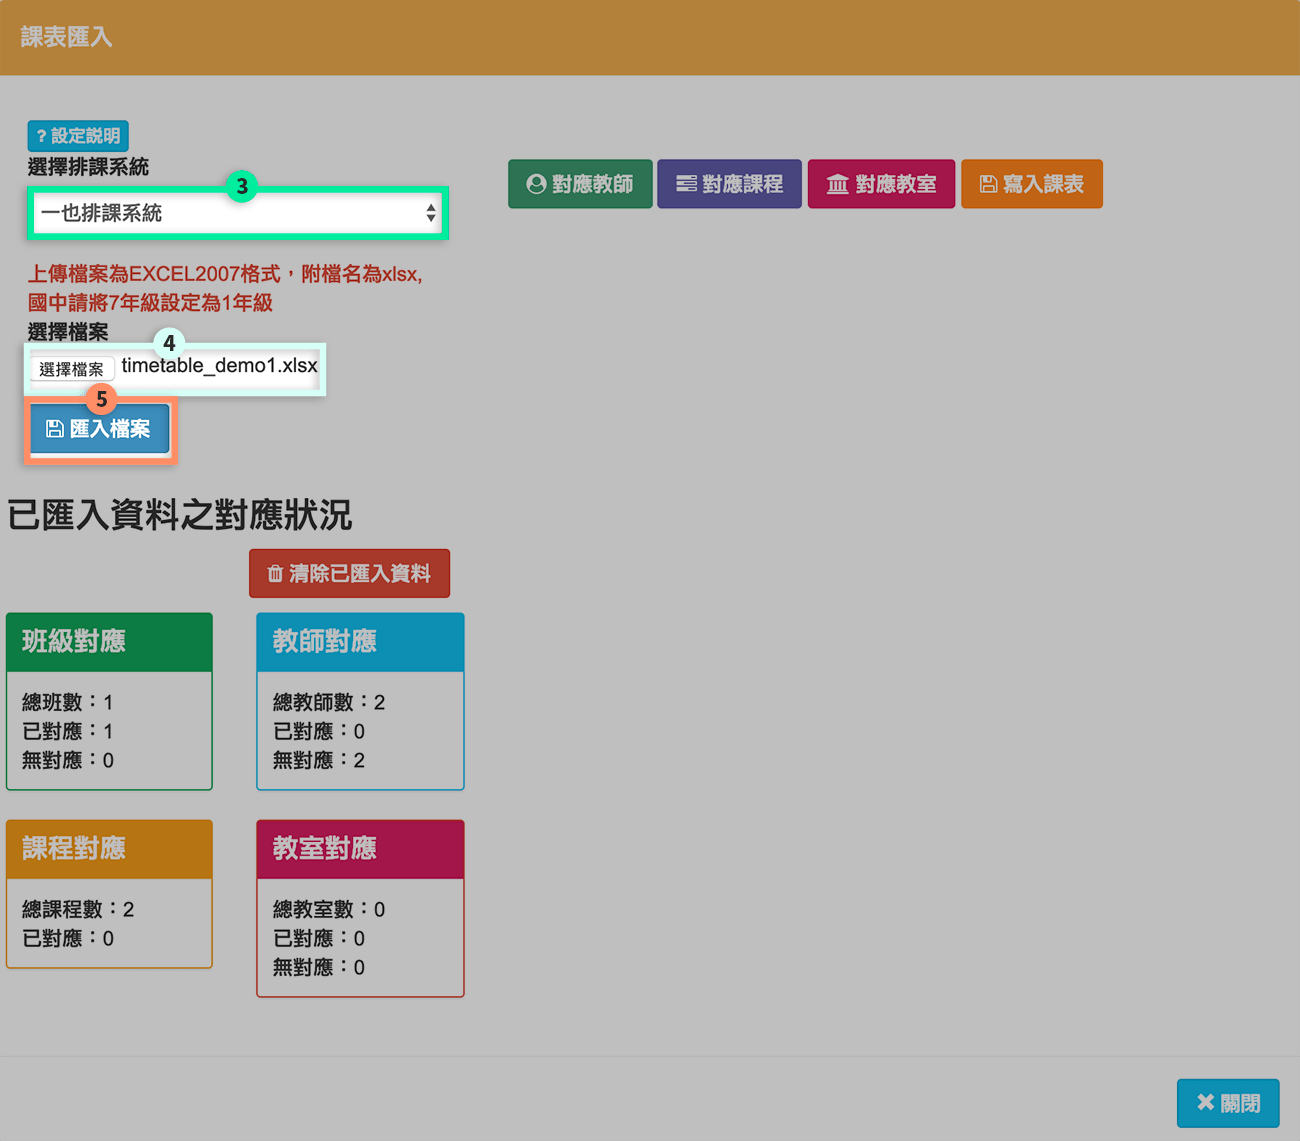 課表匯入
? 設定説明
選擇排課系統
3
一也排課系統
對應教師
對應課程
對應教室
寫入課表
上傳檔案為EXCEL2007格式，附檔名為xlsx,
國中請將7年級設定為1年級
選擇檔案
4
選擇檔案 timetable_demo1.xlsx
5
匯入檔案
已匯入資料之對應狀況
清除已匯入資料
班級對應
總班數：1
已對應：1
無對應：0
教師對應
總教師數：2
已對應：0
無對應：2
課程對應
總課程數：2
已對應：0
教室對應
總教室數：0
已對應：0
無對應：0
關閉